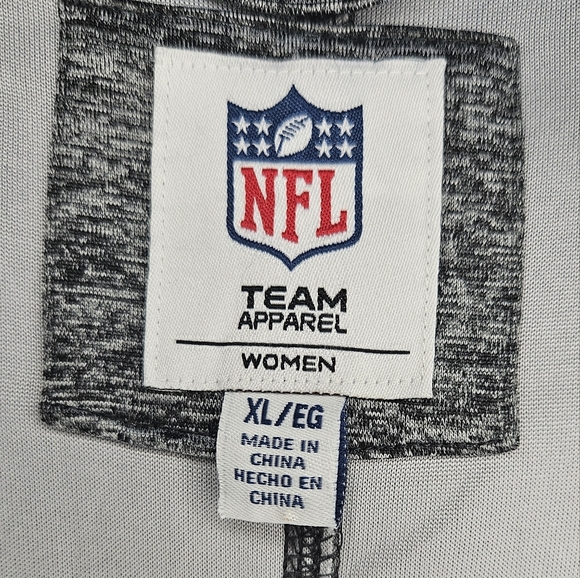 NFL
TEAM
APPAREL
WOMEN
XL/EG
MADE IN
CHINA
HECHO EN
CHINA